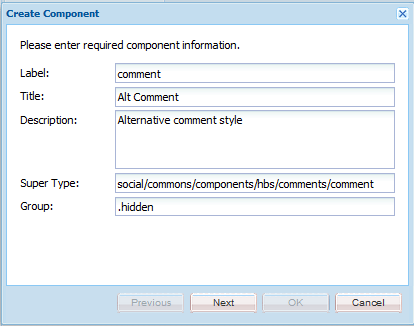 Create Component
Please enter required component information.
Label: comment
Title: Alt Comment
Description: Alternative comment style
Super Type: social/commons/components/hbs/comments/comment
Group: .hidden
Previous Next OK Cancel